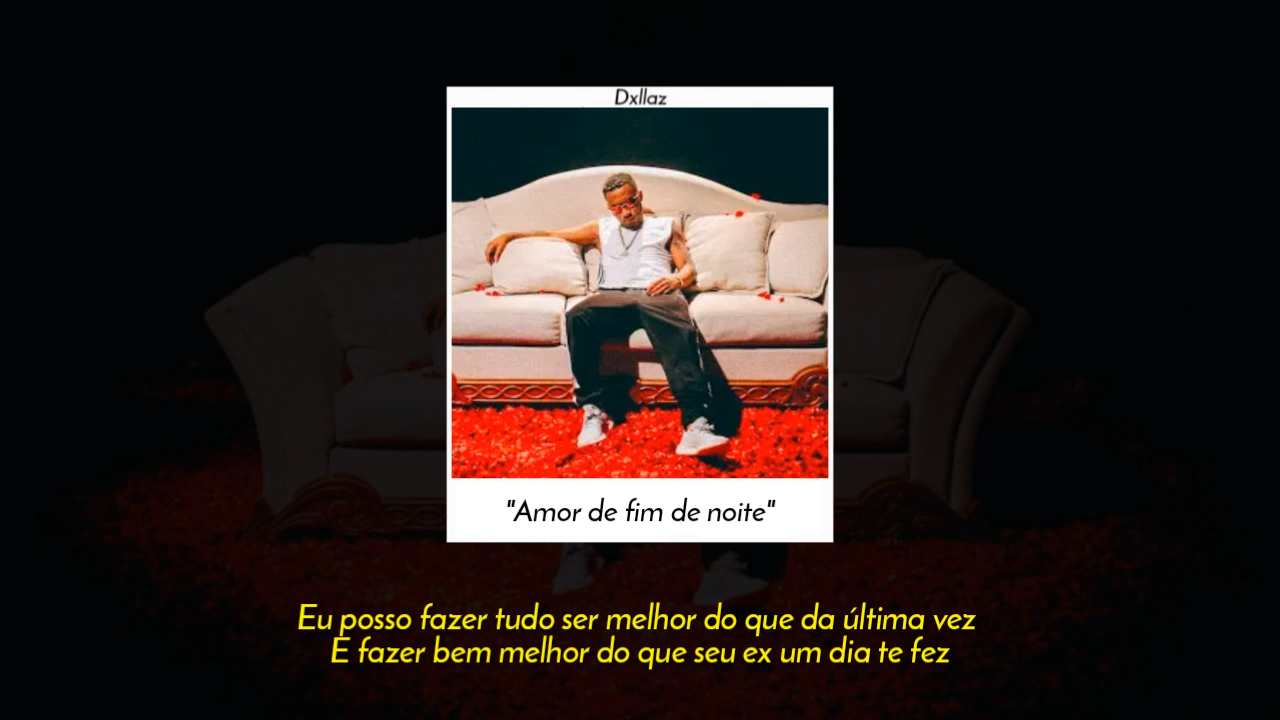 Dxllaz
"Amor de fim de noite"
Eu posso fazer tudo ser melhor do que da última vez
E fazer bem melhor do que seu ex um dia te fez